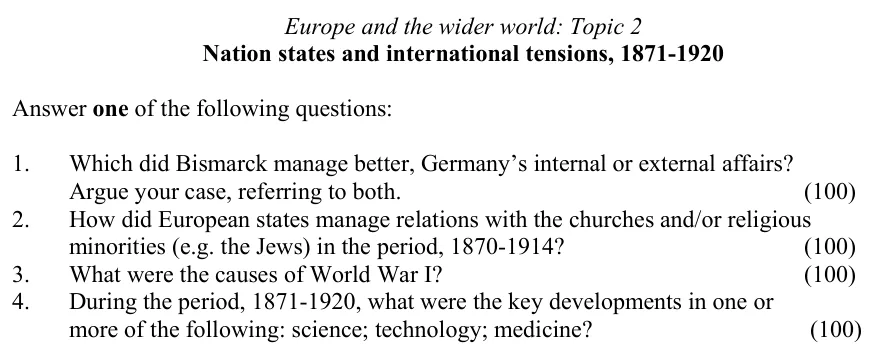 Europe and the wider world: Topic 2
Nation states and international tensions, 1871-1920
Answer one of the following questions:
1. Which did Bismarck manage better, Germany’s internal or external affairs?
Argue your case, referring to both. (100)
2. How did European states manage relations with the churches and/or religious
minorities (e.g. the Jews) in the period, 1870-1914? (100)
3. What were the causes of World War I? (100)
4. During the period, 1871-1920, what were the key developments in one or
more of the following: science; technology; medicine? (100)